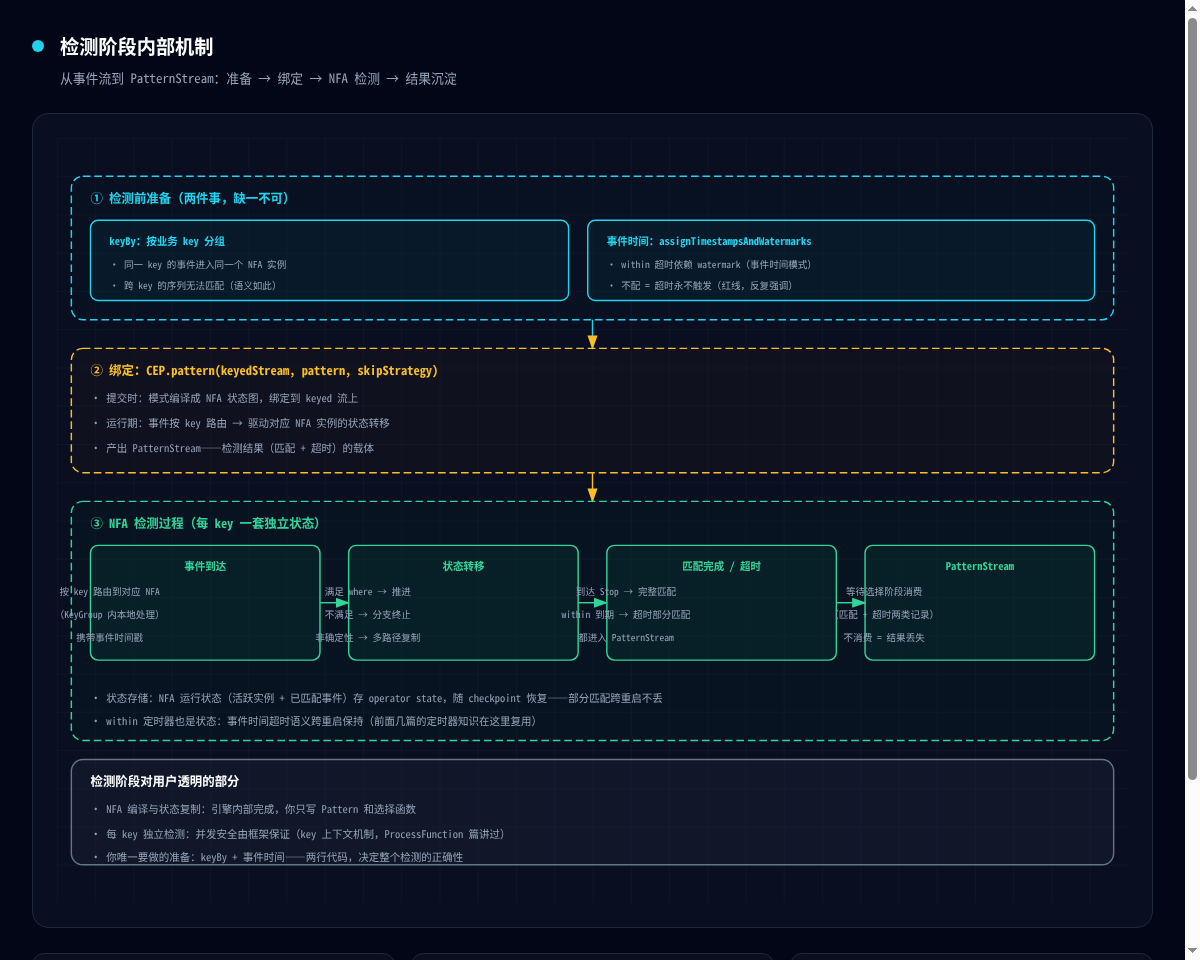 检测阶段内部机制
从事件流到 PatternStream：准备 → 绑定 → NFA 检测 → 结果沉淀
① 检测前准备（两件事，缺一不可）
keyBy：按业务 key 分组
· 同一 key 的事件进入同一个 NFA 实例
· 跨 key 的序列无法匹配（语义如此）
事件时间：assignTimestampsAndWatermarks
· within 超时依赖 watermark（事件时间模式）
· 不配 = 超时永不触发（红线，反复强调）
② 绑定：CEP.pattern(keyedStream, pattern, skipStrategy)
· 提交时：模式编译成 NFA 状态图，绑定到 keyed 流上
· 运行期：事件按 key 路由 → 驱动对应 NFA 实例的状态转移
· 产出 PatternStream——检测结果（匹配 + 超时）的载体
③ NFA 检测过程（每 key 一套独立状态）
事件到达
按 key 路由到对应 NFA
（KeyGroup 内本地处理）
携带事件时间戳
状态转移
满足 where → 推进
不满足 → 分支终止
非确定性 → 多路径复制
匹配完成 / 超时
到达 Stop → 完整匹配
within 到期 → 超时部分匹配
都进入 PatternStream
PatternStream
等待选择阶段消费
（匹配 + 超时两类记录）
不消费 = 结果丢失
· 状态存储：NFA 运行状态（活跃实例 + 已匹配事件）存 operator state，随 checkpoint 恢复——部分匹配跨重启不丢
· within 定时器也是状态：事件时间超时语义跨重启保持（前面几篇的定时器知识在这里复用）
检测阶段对用户透明的部分
· NFA 编译与状态复制：引擎内部完成，你只写 Pattern 和选择函数
· 每 key 独立检测：并发安全由框架保证（key 上下文机制，ProcessFunction 篇讲过）
· 你唯一要做的准备：keyBy + 事件时间——两行代码，决定整个检测的正确性